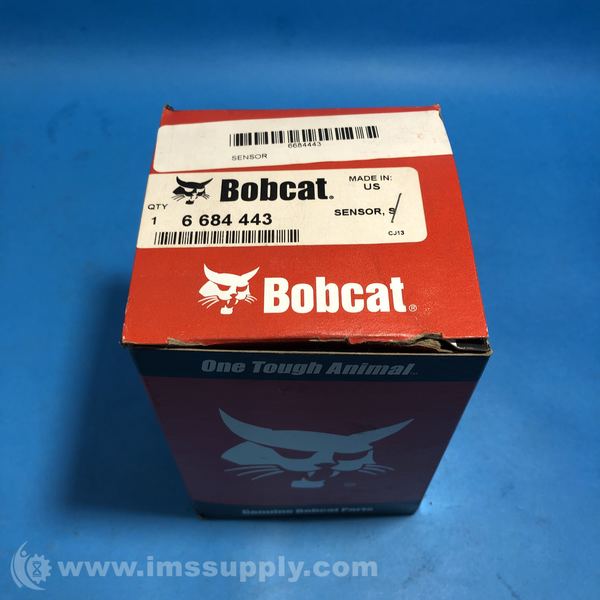 6684443
SENSOR
Bobcat®
MADE IN:
US
QTY
1 6 684 443
SENSOR, S/
CJ13
Bobcat®
One Tough Animal
Genuine Bobcat Parts
www.imssupply.com